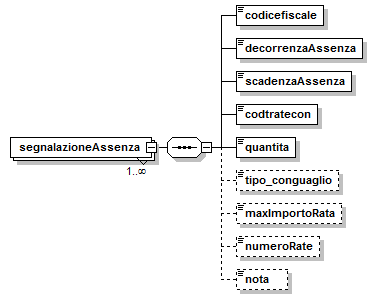 codicefiscale
decorrenzaAssenza
scadenzaAssenza
codtratecon
segnalazioneAssenza
1..∞
quantita
tipo_conguaglio
maxImportoRata
numeroRate
nota